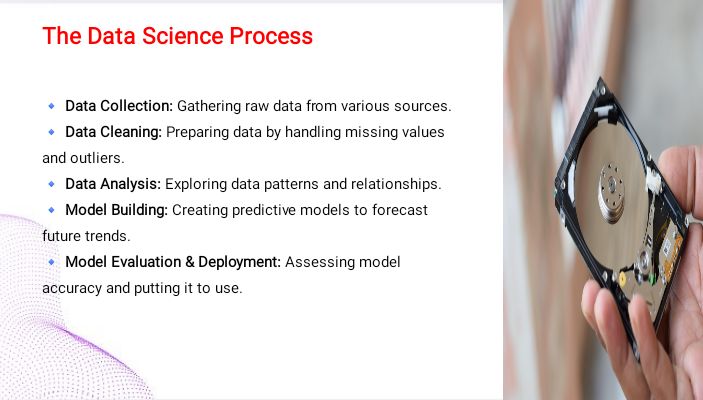 The Data Science Process
🔹 Data Collection: Gathering raw data from various sources.
🔹 Data Cleaning: Preparing data by handling missing values
and outliers.
🔹 Data Analysis: Exploring data patterns and relationships.
🔹 Model Building: Creating predictive models to forecast
future trends.
🔹 Model Evaluation & Deployment: Assessing model
accuracy and putting it to use.